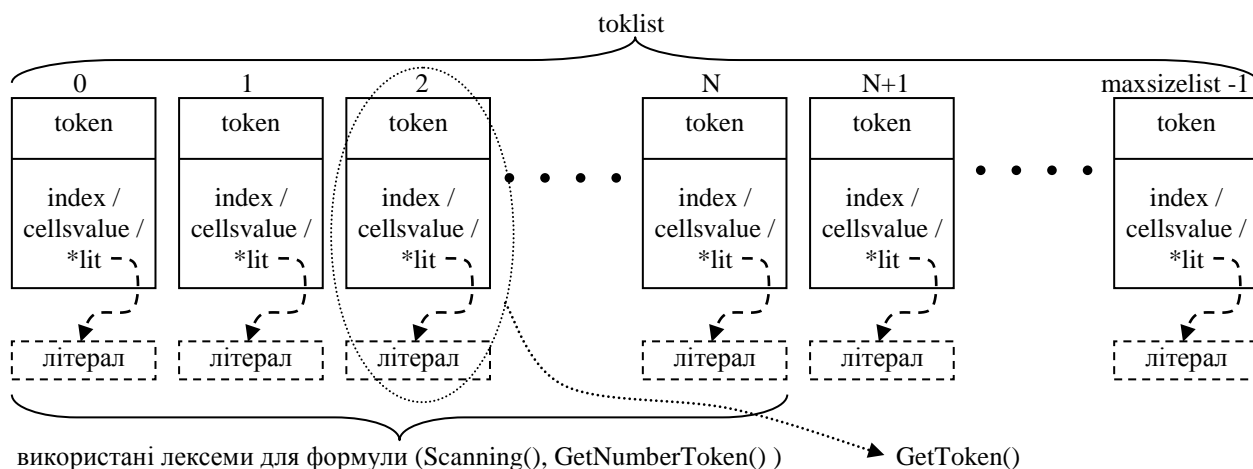 toklist
0 1 2 N N+1 maxsizelist -1
token token token token token token
index / index / index / index / index / index /
cellsvalue / cellsvalue / cellsvalue / cellsvalue / cellsvalue / cellsvalue /
*lit *lit *lit *lit *lit *lit
літерал літерал літерал літерал літерал літерал
використані лексеми для формули (Scanning(), GetNumberToken() ) GetToken()